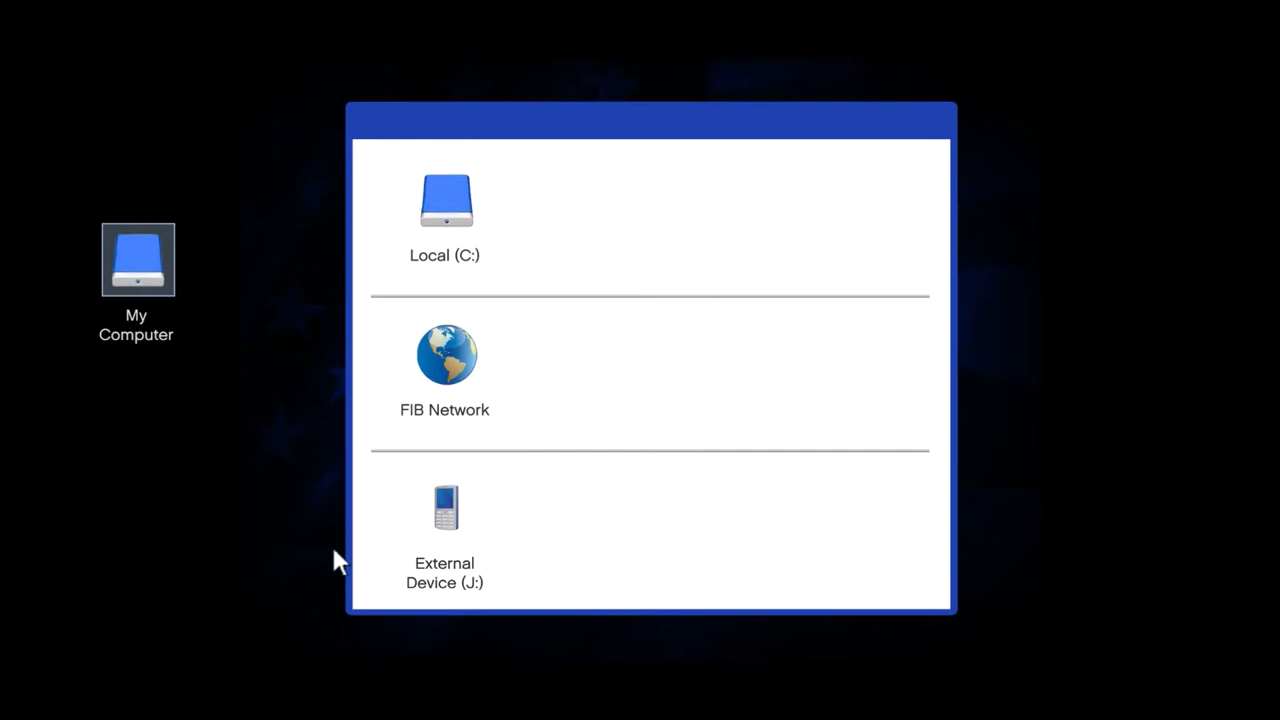 My
Computer
Local (C:)
FIB Network
External
Device (J:)